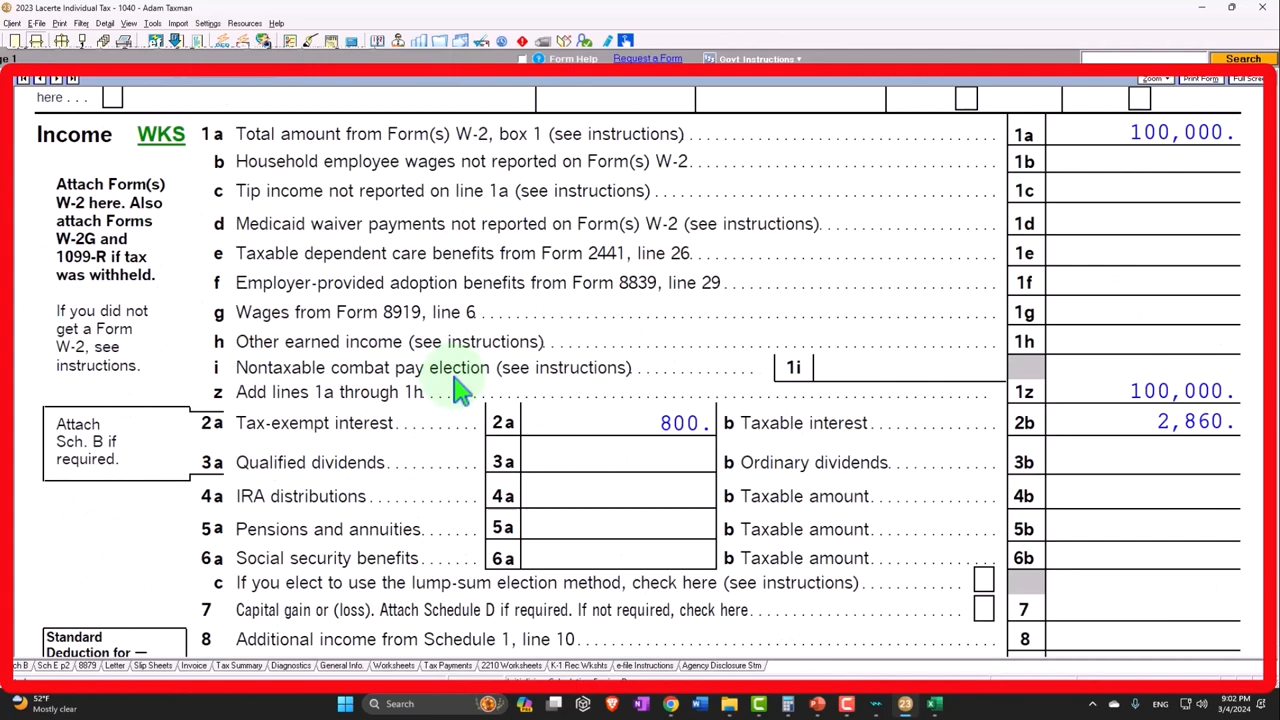 2023 Lacerte Individual Tax - 1040 - Adam Taxman
Client E-File Print Filter Detail View Tools Import Settings Resources Help
Form Help Request a Form Govt Instructions Search
Zoom Print Form Full
here . . .
Income WKS 1 a Total amount from Form(s) W-2, box 1 (see instructions) 1a 100,000.
b Household employee wages not reported on Form(s) W-2 1b
c Tip income not reported on line 1a (see instructions) 1c
Attach Form(s)
W-2 here. Also
attach Forms
W-2G and
1099-R if tax
was withheld.
d Medicaid waiver payments not reported on Form(s) W-2 (see instructions) 1d
e Taxable dependent care benefits from Form 2441, line 26 1e
f Employer-provided adoption benefits from Form 8839, line 29 1f
If you did not
get a Form
W-2, see
instructions.
g Wages from Form 8919, line 6 1g
h Other earned income (see instructions) 1h
i Nontaxable combat pay election (see instructions) 1i
z Add lines 1a through 1h 1z 100,000.
Attach
Sch. B if
required.
2a Tax-exempt interest 2a 800. b Taxable interest 2b 2,860.
3a Qualified dividends 3a b Ordinary dividends 3b
4a IRA distributions 4a b Taxable amount 4b
5a Pensions and annuities 5a b Taxable amount 5b
6a Social security benefits 6a b Taxable amount 6b
c If you elect to use the lump-sum election method, check here (see instructions)
7 Capital gain or (loss). Attach Schedule D if required. If not required, check here 7
Standard
Deduction for —
8 Additional income from Schedule 1, line 10 8
ch B Sch E p2 8879 Letter Slip Sheets Invoice Tax Summary Diagnostics General Info. Worksheets Tax Payments 2210 Worksheets K-1 Rec Wkshts e-file Instructions Agency Disclosure Stm
52°F
Mostly clear
Search
23
9:02 PM
3/4/2024